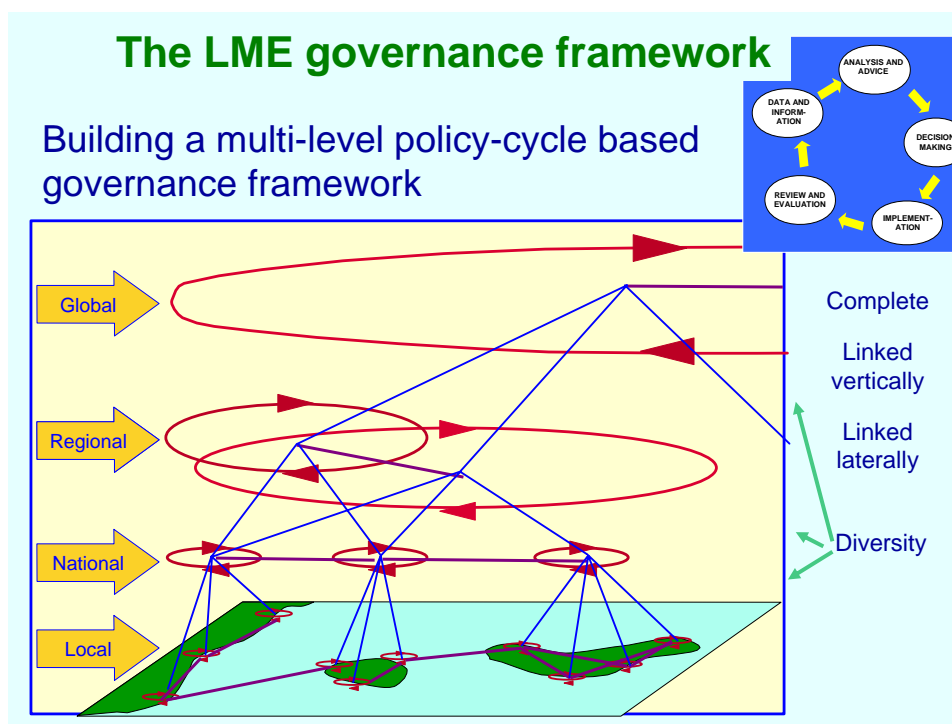 The LME governance framework
Building a multi-level policy-cycle based
governance framework
ANALYSIS AND
ADVICE
DATA AND
INFORM-
ATION
DECISION
MAKING
REVIEW AND
EVALUATION
IMPLEMENT-
ATION
Global
Regional
National
Local
Complete
Linked
vertically
Linked
laterally
Diversity